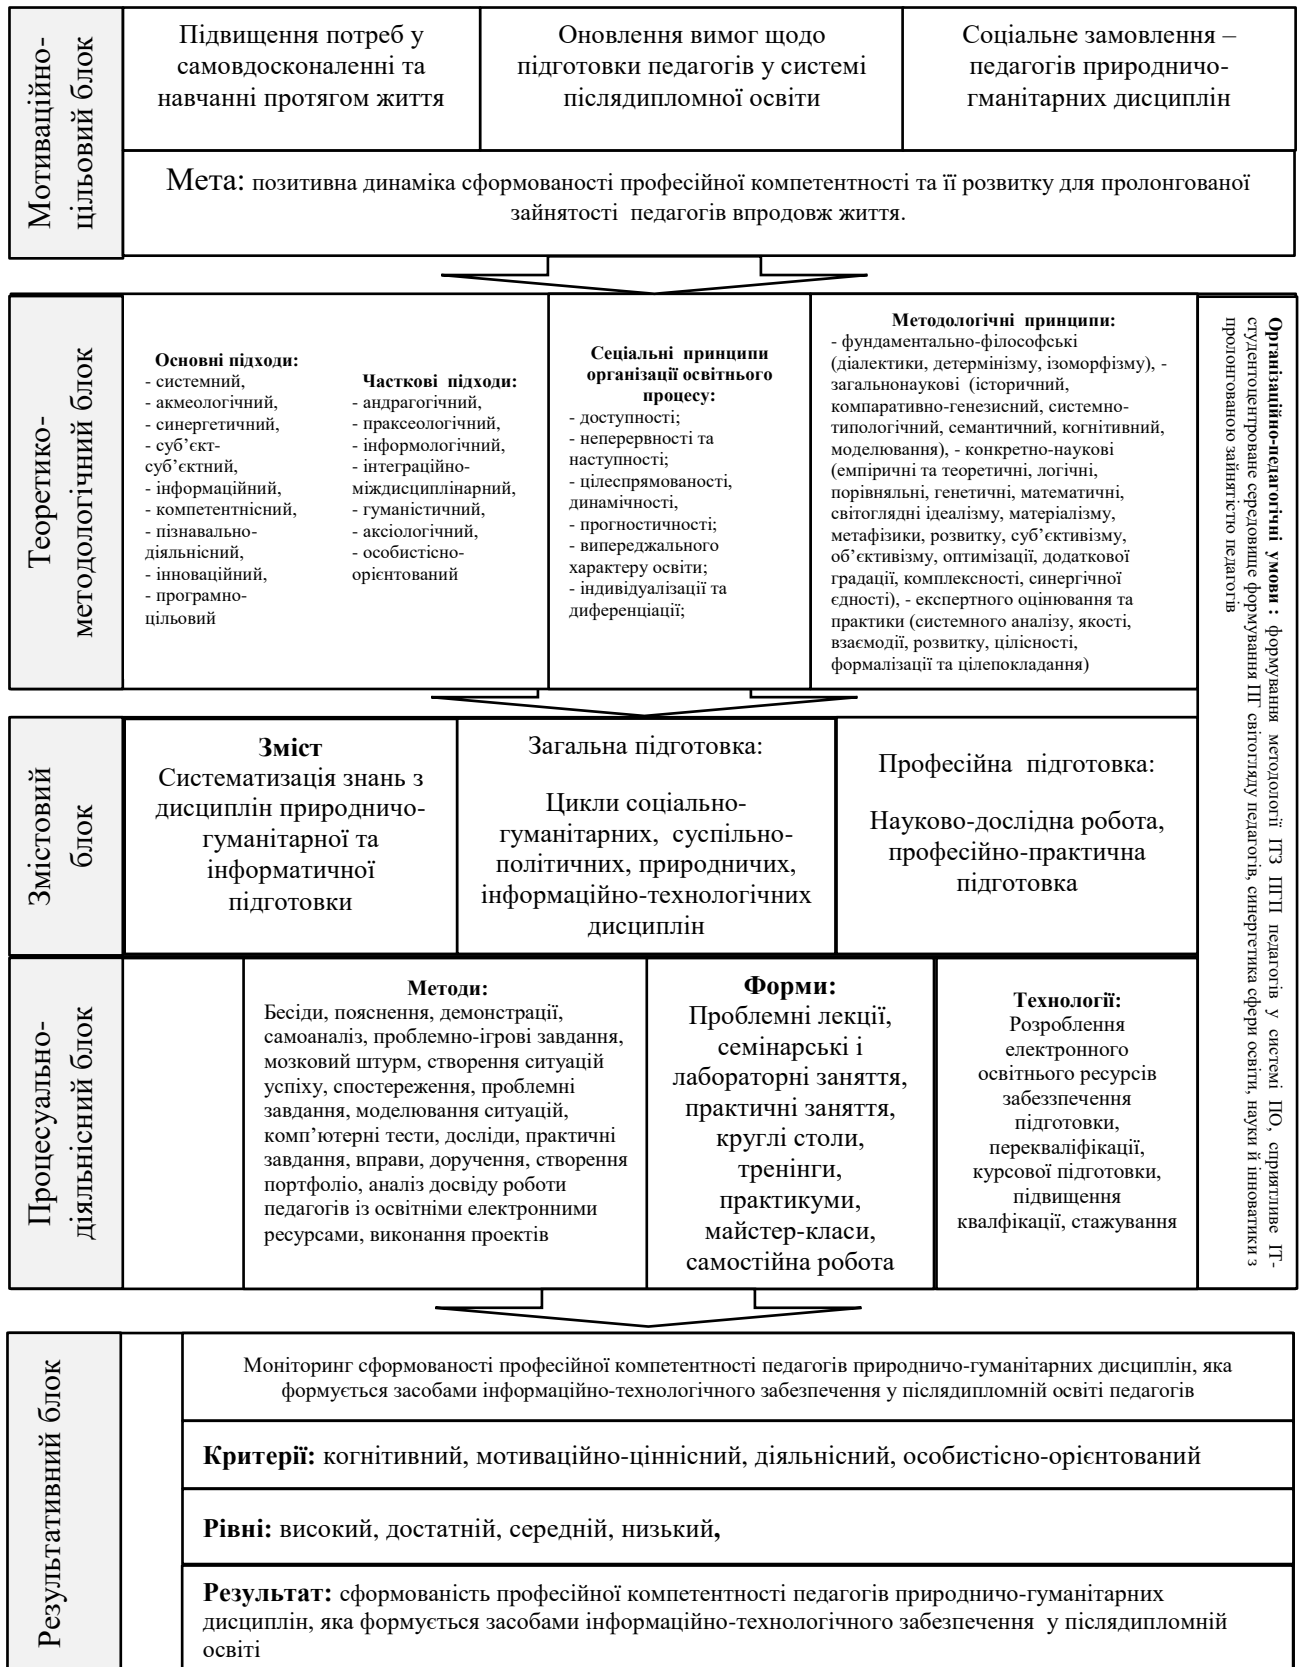 Мотиваційно-
цільовий блок
Підвищення потреб у
самовдосконаленні та
навчанні протягом життя
Оновлення вимог щодо
підготовки педагогів у системі
післядипломної освіти
Соціальне замовлення –
педагогів природничо-
гманітарних дисциплін
Мета: позитивна динаміка сформованості професійної компетентності та її розвитку для пролонгованої
зайнятості педагогів впродовж життя.
Теоретико-
методологічний блок
Основні підходи:
- системний,
- акмеологічний,
- синергетичний,
- суб’єкт-
суб’єктний,
- інформаційний,
- компетентнісний,
- пізнавально-
діяльнісний,
- інноваційний,
- програмно-
цільовий
Часткові підходи:
- андрагогічний,
- праксеологічний,
- інформологічний,
- інтеграційно-
міждисциплінарний,
- гуманістичний,
- аксіологічний,
- особистісно-
орієнтований
Сеціальні принципи
організації освітнього
процесу:
- доступності;
- неперервності та
наступності;
- цілеспрямованості,
динамічності,
- прогностичності;
- випереджального
характеру освіти;
- індивідуалізації та
диференціації;
Методологічні принципи:
- фундаментально-філософські
(діалектики, детермінізму, ізоморфізму), -
загальнонаукові (історичний,
компаративно-генезисний, системно-
типологічний, семантичний, когнітивний,
моделювання), - конкретно-наукові
(емпіричні та теоретичні, логічні,
порівняльні, генетичні, математичні,
світоглядні ідеалізму, матеріалізму,
метафізики, розвитку, суб’єктивізму,
об’єктивізму, оптимізації, додаткової
градації, комплексності, синергічної
єдності), - експертного оцінювання та
практики (системного аналізу, якості,
взаємодії, розвитку, цілісності,
формалізації та цілепокладання)
Організаційно-педагогічні умови : формування методології ІТЗ ПГП педагогів у системі ПО, сприятливе ІТ-
студентоцентроване середовище формування ПГ світогляду педагогів, синергетика сфери освіти, науки й інноватики з
пролонгованою зайнятістю педагогів
Змістовий
блок
Зміст
Систематизація знань з
дисциплін природничо-
гуманітарної та
інформатичної
підготовки
Загальна підготовка:
Цикли соціально-
гуманітарних, суспільно-
політичних, природничих,
інформаційно-технологічних
дисциплін
Професійна підготовка:
Науково-дослідна робота,
професійно-практична
підготовка
Процесуально-
діяльнісний блок
Методи:
Бесіди, пояснення, демонстрації,
самоаналіз, проблемно-ігрові завдання,
мозковий штурм, створення ситуацій
успіху, спостереження, проблемні
завдання, моделювання ситуацій,
комп’ютерні тести, досліди, практичні
завдання, вправи, доручення, створення
портфоліо, аналіз досвіду роботи
педагогів із освітніми електронними
ресурсами, виконання проектів
Форми:
Проблемні лекції,
семінарські і
лабораторні заняття,
практичні заняття,
круглі столи,
тренінги,
практикуми,
майстер-класи,
самостійна робота
Технології:
Розроблення
електронного
освітнього ресурсів
забеззпечення
підготовки,
перекваліфікації,
курсової підготовки,
підвищення
квалфікації, стажування
Результативний блок
Моніторинг сформованості професійної компетентності педагогів природничо-гуманітарних дисциплін, яка
формується засобами інформаційно-технологічного забезпечення у післядипломній освіті педагогів
Критерії: когнітивний, мотиваційно-ціннісний, діяльнісний, особистісно-орієнтований
Рівні: високий, достатній, середній, низький,
Результат: сформованість професійної компетентності педагогів природничо-гуманітарних
дисциплін, яка формується засобами інформаційно-технологічного забезпечення у післядипломній
освіті